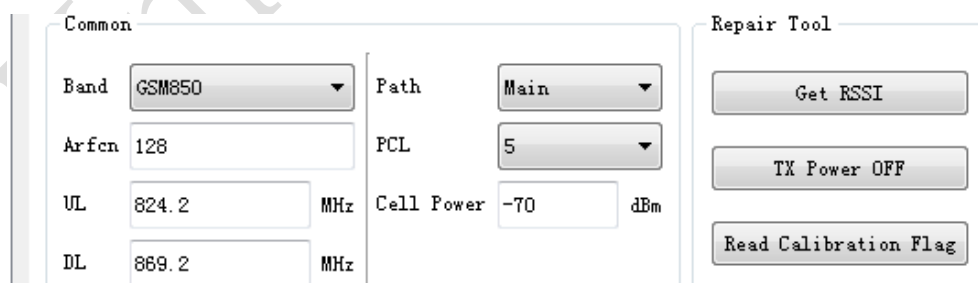 Common
Band GSM850
Arfcn 128
UL 824.2 MHz
DL 869.2 MHz
Path Main
PCL 5
Cell Power -70 dBm
Repair Tool
Get RSSI
TX Power OFF
Read Calibration Flag